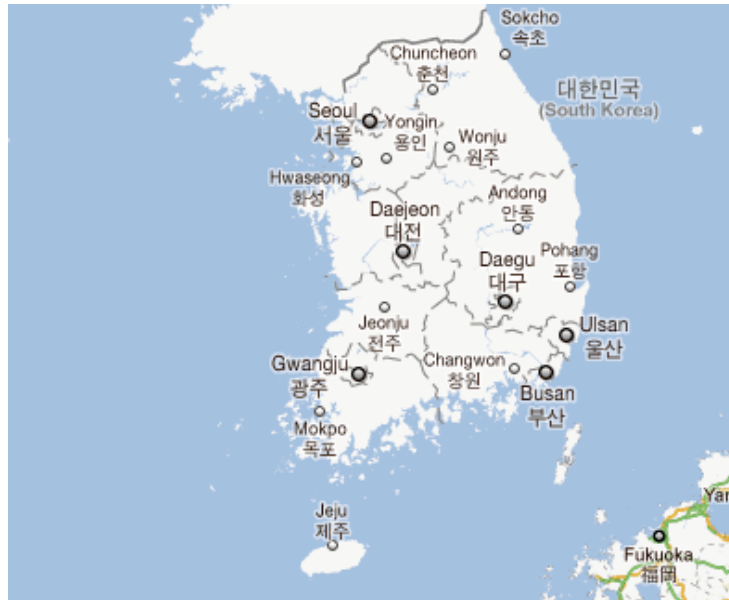 Sokcho
속초
Chuncheon
춘천
대한민국
(South Korea)
Seoul
서울
Yongin
용인
Wonju
원주
Hwaseong
화성
Andong
안동
Daejeon
대전
Pohang
포항
Daegu
대구
Jeonju
전주
Ulsan
울산
Gwangju
광주
Changwon
창원
Busan
부산
Mokpo
목포
Jeju
제주
Yar
Fukuoka
福岡